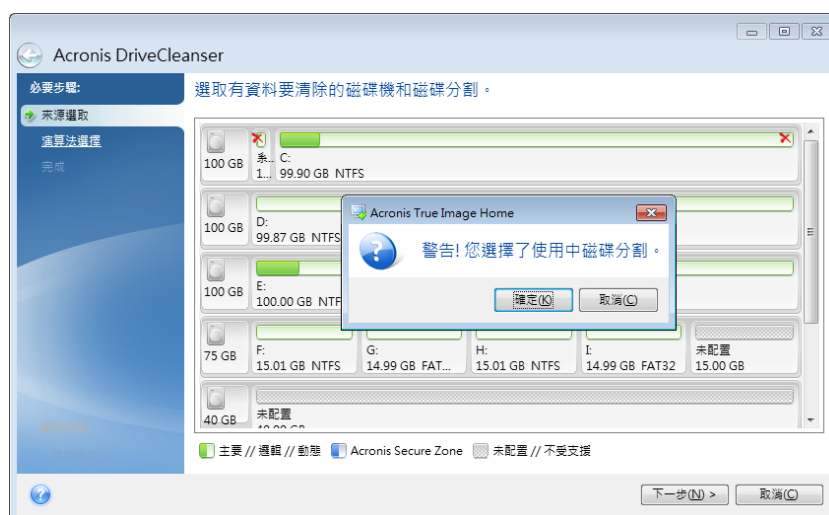 Acronis DriveCleanser
必要步驟:
來源選取
演算法選擇
完成
選取有資料要清除的磁碟機和磁碟分割。
100 GB
系...
1...
C:
99.90 GB NTFS
100 GB
D:
99.87 GB NTFS
100 GB
E:
100.00 GB NTF
75 GB
F:
15.01 GB NTFS
G:
14.99 GB FAT...
H:
15.01 GB NTFS
I:
14.99 GB FAT32
未配置
15.00 GB
40 GB
未配置
Acronis True Image Home
警告! 您選擇了使用中磁碟分割。
確定(K)
取消(C)
主要 // 邏輯 // 動態
Acronis Secure Zone
未配置 // 不受支援
下一步(N) >
取消(C)